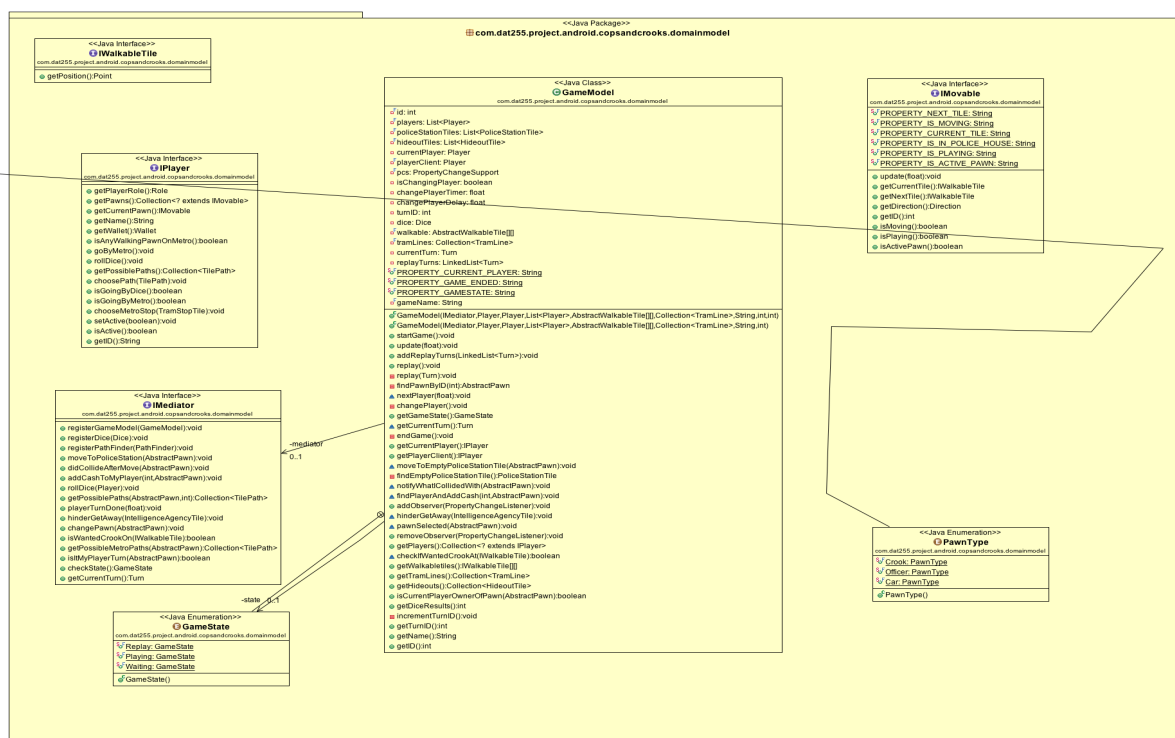 <<Java Package>>
com.dat255.project.android.copsandcrooks.domainmodel
<<Java Interface>>
IWalkableTile
com.dat255.project.android.copsandcrooks.domainmodel
getPosition():Point
<<Java Interface>>
IPlayer
com.dat255.project.android.copsandcrooks.domainmodel
getPlayerRole():Role
getPawns():Collection<? extends IMovable>
getCurrentPawn():IMovable
getName():String
getWallet():Wallet
isAnyWalkingPawnOnMetro():boolean
goByMetro():void
rollDice():void
getPossiblePaths():Collection<TilePath>
choosePath(TilePath):void
isGoingByDice():boolean
isGoingByMetro():boolean
chooseMetroStop(TramStopTile):void
setActive(boolean):void
isActive():boolean
getID():String
<<Java Interface>>
IMediator
com.dat255.project.android.copsandcrooks.domainmodel
registerGameModel(GameModel):void
registerDice(Dice):void
registerPathFinder(PathFinder):void
moveToPoliceStation(AbstractPawn):void
didCollideAfterMove(AbstractPawn):void
addCashToMyPlayer(int,AbstractPawn):void
rollDice(Player):void
getPossiblePaths(AbstractPawn,int):Collection<TilePath>
playerTurnDone(float):void
hinderGetAway(IntelligenceAgencyTile):void
changePawn(AbstractPawn):void
isWantedCrookOn(IWalkableTile):boolean
getPossibleMetroPaths(AbstractPawn):Collection<TilePath>
isItMyPlayerTurn(AbstractPawn):boolean
checkState():GameState
getCurrentTurn():Turn
-mediator
0..1
-state 0..1
<<Java Enumeration>>
GameState
com.dat255.project.android.copsandcrooks.domainmodel
Replay: GameState
Playing: GameState
Waiting: GameState
GameState()
<<Java Class>>
GameModel
com.dat255.project.android.copsandcrooks.domainmodel
id: int
players: List<Player>
policeStationTiles: List<PoliceStationTile>
hideoutTiles: List<HideoutTile>
currentPlayer: Player
playerClient: Player
pcs: PropertyChangeSupport
isChangingPlayer: boolean
changePlayerTimer: float
changePlayerDelay: float
turnID: int
dice: Dice
walkable: AbstractWalkableTile[][]
tramLines: Collection<TramLine>
currentTurn: Turn
replayTurns: LinkedList<Turn>
PROPERTY_CURRENT_PLAYER: String
PROPERTY_GAME_ENDED: String
PROPERTY_GAMESTATE: String
gameName: String
GameModel(IMediator,Player,Player,List<Player>,AbstractWalkableTile[][],Collection<TramLine>,String,int,int)
GameModel(IMediator,Player,Player,List<Player>,AbstractWalkableTile[][],Collection<TramLine>,String,int)
startGame():void
update(float):void
addReplayTurns(LinkedList<Turn>):void
replay():void
replay(Turn):void
findPawnByID(int):AbstractPawn
nextPlayer(float):void
changePlayer():void
getGameState():GameState
getCurrentTurn():Turn
endGame():void
getCurrentPlayer():IPlayer
getPlayerClient():IPlayer
moveToEmptyPoliceStationTile(AbstractPawn):void
findEmptyPoliceStationTile():PoliceStationTile
notifyWhatICollidedWith(AbstractPawn):void
findPlayerAndAddCash(int,AbstractPawn):void
addObserver(PropertyChangeListener):void
hinderGetAway(IntelligenceAgencyTile):void
pawnSelected(AbstractPawn):void
removeObserver(PropertyChangeListener):void
getPlayers():Collection<? extends IPlayer>
checkIfWantedCrookAt(IWalkableTile):boolean
getWalkabletiles():IWalkableTile[][]
getTramLines():Collection<TramLine>
getHideouts():Collection<HideoutTile>
isCurrentPlayerOwnerOfPawn(AbstractPawn):boolean
getDiceResults():int
incrementTurnID():void
getTurnID():int
getName():String
getID():int
<<Java Interface>>
IMovable
com.dat255.project.android.copsandcrooks.domainmodel
PROPERTY_NEXT_TILE: String
PROPERTY_IS_MOVING: String
PROPERTY_CURRENT_TILE: String
PROPERTY_IS_IN_POLICE_HOUSE: String
PROPERTY_IS_PLAYING: String
PROPERTY_IS_ACTIVE_PAWN: String
update(float):void
getCurrentTile():IWalkableTile
getNextTile():IWalkableTile
getDirection():Direction
getID():int
isMoving():boolean
isPlaying():boolean
isActivePawn():boolean
<<Java Enumeration>>
PawnType
com.dat255.project.android.copsandcrooks.domainmodel
Crook: PawnType
Officer: PawnType
Car: PawnType
PawnType()